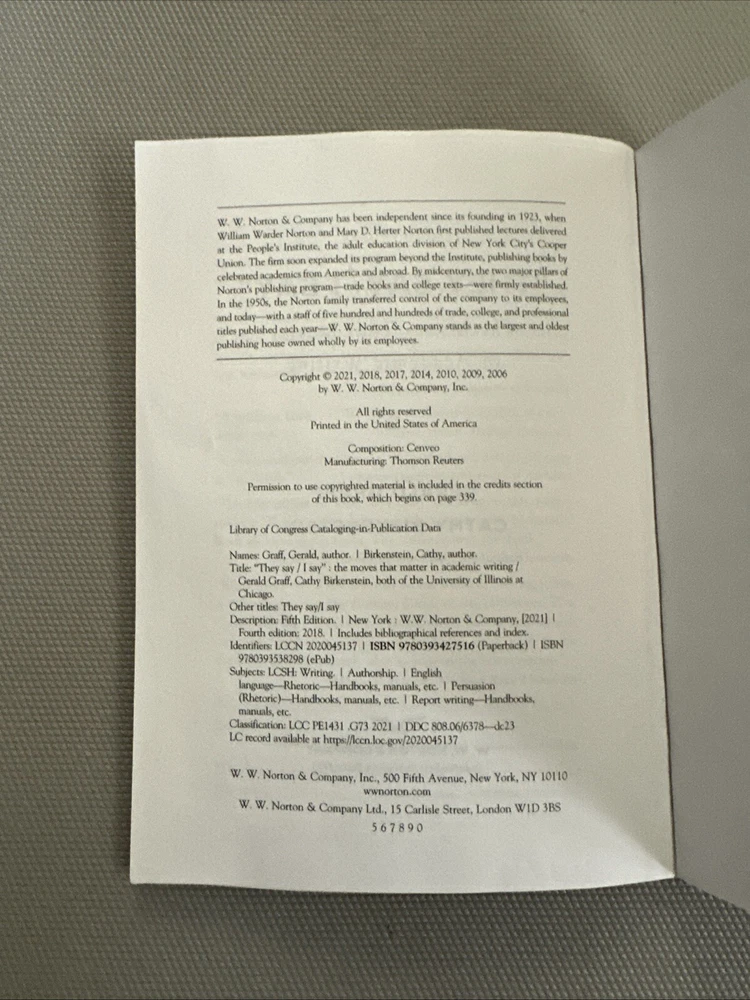 W. W. Norton & Company has been independent since its founding in 1923, when
William Warder Norton and Mary D. Herter Norton first published lectures delivered
at the People's Institute, the adult education division of New York City's Cooper
Union. The firm soon expanded its program beyond the Institute, publishing books by
celebrated academics from America and abroad. By midcentury, the two major pillars of
Norton's publishing program—trade books and college texts—were firmly established.
In the 1950s, the Norton family transferred control of the company to its employees,
and today—with a staff of five hundred and hundreds of trade, college, and professional
titles published each year—W. W. Norton & Company stands as the largest and oldest
publishing house owned wholly by its employees.
Copyright © 2021, 2018, 2017, 2014, 2010, 2009, 2006
by W. W. Norton & Company, Inc.
All rights reserved
Printed in the United States of America
Composition: Cenveo
Manufacturing: Thomson Reuters
Permission to use copyrighted material is included in the credits section
of this book, which begins on page 339.
Library of Congress Cataloging-in-Publication Data
Names: Graff, Gerald, author. | Birkenstein, Cathy, author.
Title: "They say / I say" : the moves that matter in academic writing /
Gerald Graff, Cathy Birkenstein, both of the University of Illinois at
Chicago.
Other titles: They say/I say
Description: Fifth Edition. | New York : W.W. Norton & Company, [2021] |
Fourth edition: 2018. | Includes bibliographical references and index.
Identifiers: LCCN 2020045137 | ISBN 9780393427516 (Paperback) | ISBN
9780393538298 (ePub)
Subjects: LCSH: Writing. | Authorship. | English
language—Rhetoric—Handbooks, manuals, etc. | Persuasion
(Rhetoric)—Handbooks, manuals, etc. | Report writing—Handbooks,
manuals, etc.
Classification: LCC PE1431 .G73 2021 | DDC 808.06/6378—dc23
LC record available at https://lccn.loc.gov/2020045137
W. W. Norton & Company, Inc., 500 Fifth Avenue, New York, NY 10110
wwnorton.com
W. W. Norton & Company Ltd., 15 Carlisle Street, London W1D 3BS
5 6 7 8 9 0